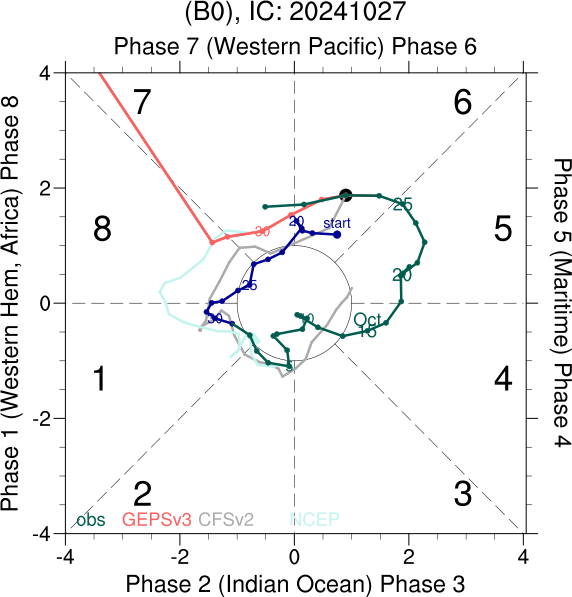 (B0), IC: 20241027
Phase 7 (Western Pacific) Phase 6
Phase 1 (Western Hem, Africa) Phase 8
Phase 5 (Maritime) Phase 4
4
7
6
2
25
20
start
30
8
5
20
25
0
30
Oct
15
1
4
5
-2
2
3
obs
GEPSv3
CFSv2
NCEP
-4
-4
-2
0
2
4
Phase 2 (Indian Ocean) Phase 3